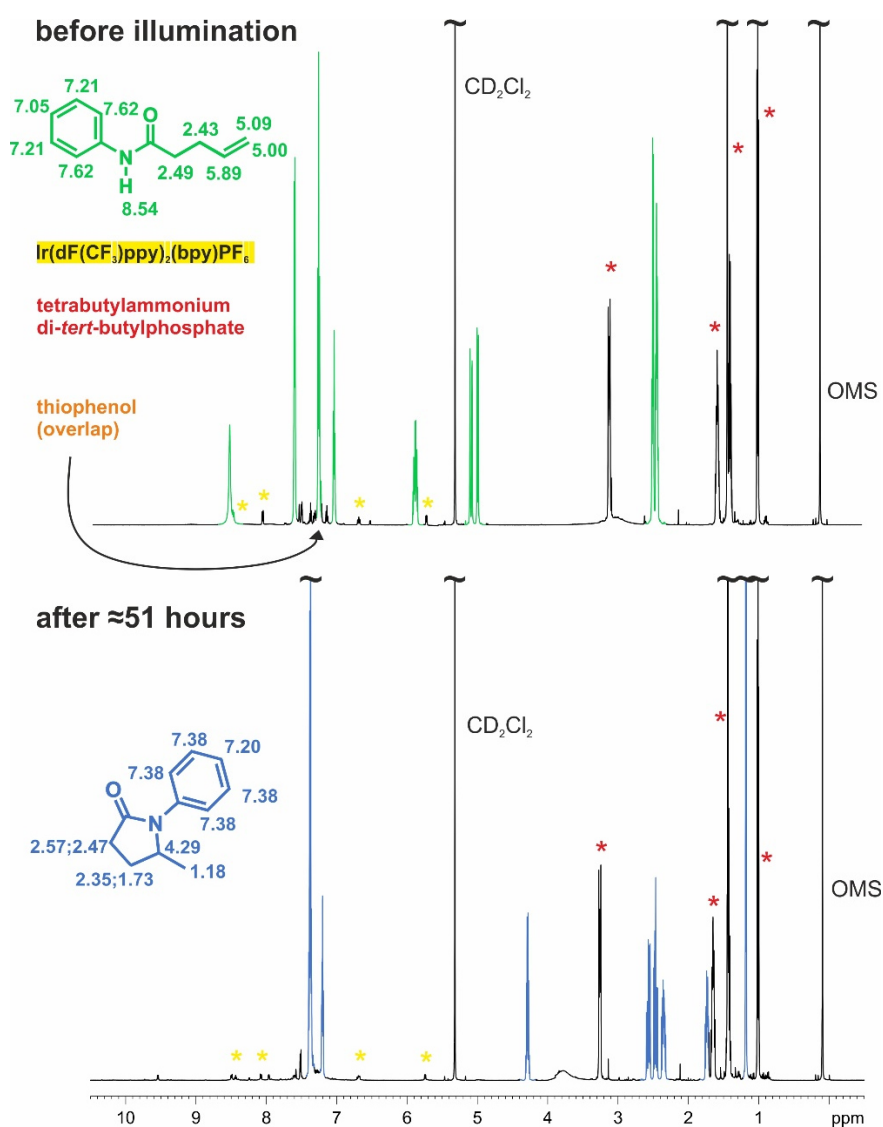 before illumination
7.21
7.05
7.62
O
7.21
7.62
N
H
8.54
2.43
5.09
5.00
2.49
5.89
CD₂Cl₂
*
*
*
*
Ir(dF(CF₃)ppy)₂(bpy)PF₆
tetrabutylammonium
di-tert-butylphosphate
OMS
thiophenol
(overlap)
* * * *
after ≈51 hours
CD₂Cl₂
*
7.38
7.20
7.38
7.38
7.38
O
N
2.57;2.47
4.29
1.18
2.35;1.73
*
*
*
OMS
* * * *
10 9 8 7 6 5 4 3 2 1 ppm